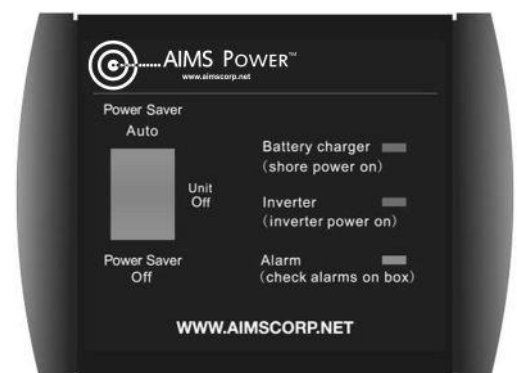 AIMS POWER™
www.aimscorp.net
Power Saver
Auto
Unit
Off
Power Saver
Off
Battery charger
(shore power on)
Inverter
(inverter power on)
Alarm
(check alarms on box)
WWW.AIMSCORP.NET